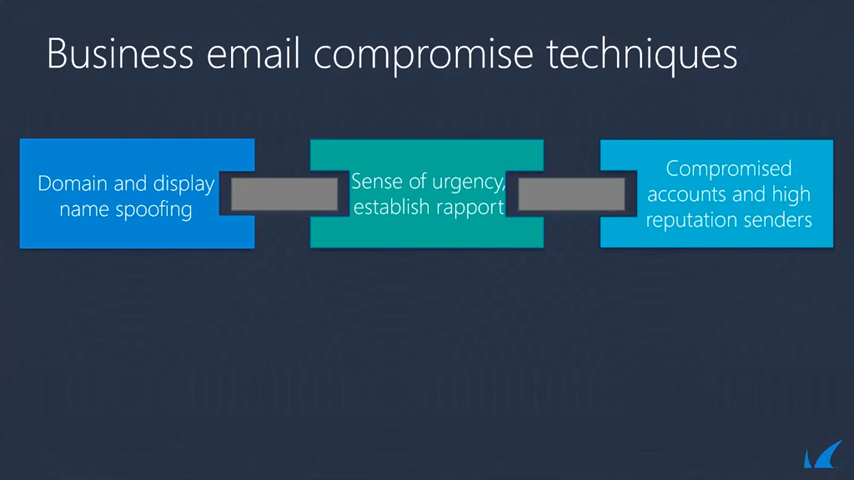 Business email compromise techniques
Domain and display
name spoofing
Sense of urgency,
establish rapport
Compromised
accounts and high
reputation senders